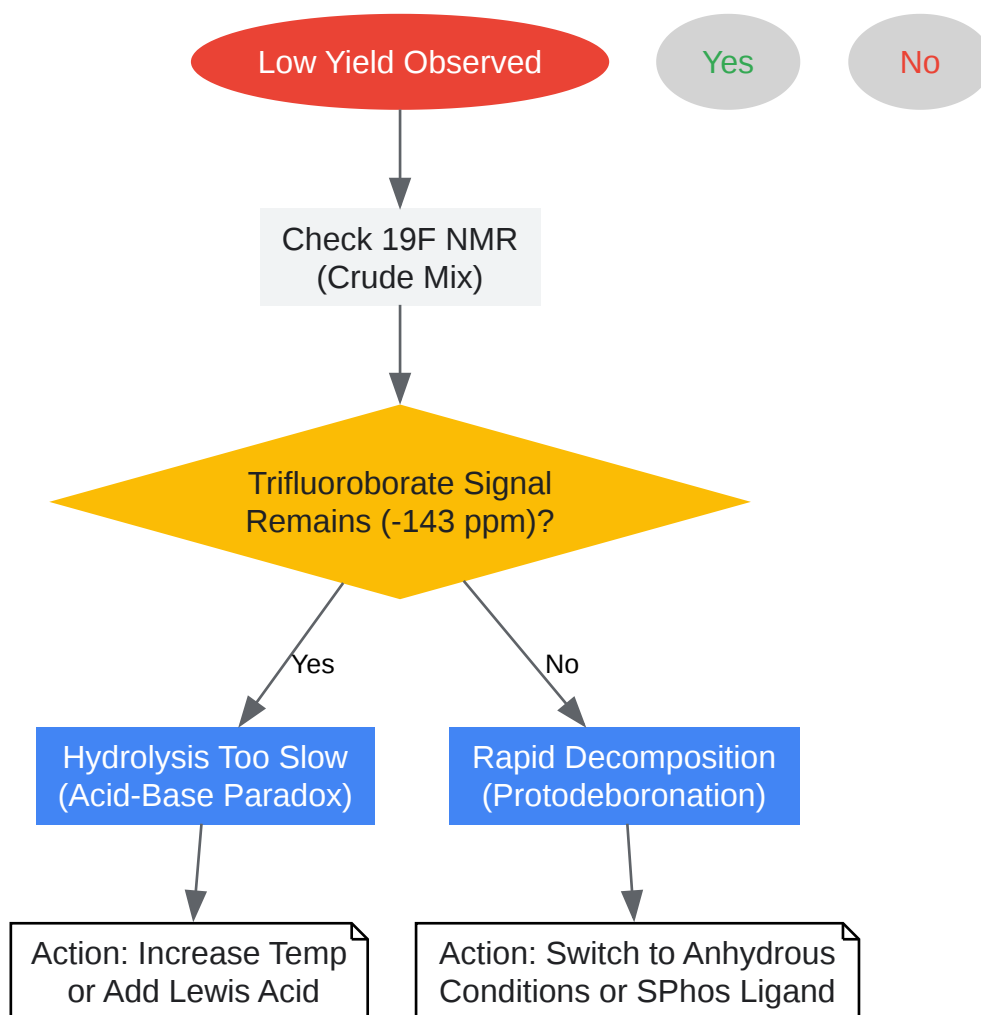 Low Yield Observed
Yes
No
Check 19F NMR
(Crude Mix)
Trifluoroborate Signal
Remains (-143 ppm)?
Yes
No
Hydrolysis Too Slow
(Acid-Base Paradox)
Rapid Decomposition
(Protodeboronation)
Action: Increase Temp
or Add Lewis Acid
Action: Switch to Anhydrous
Conditions or SPhos Ligand